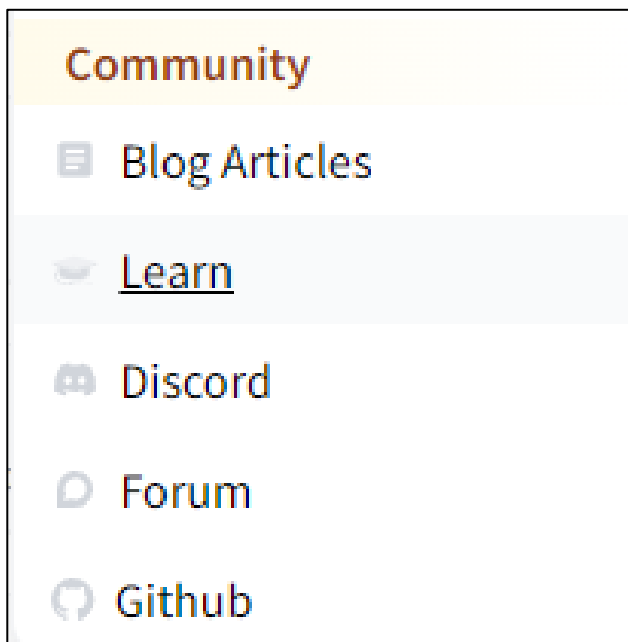 Community
Blog Articles
Learn
Discord
Forum
Github